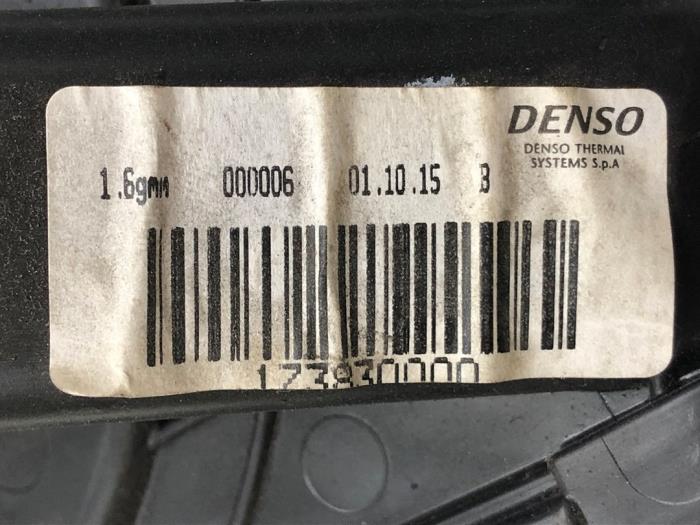 DENSO
DENSO THERMAL
SYSTEMS S.p.A
1.6gmm 000006 01.10.15 B
173830000